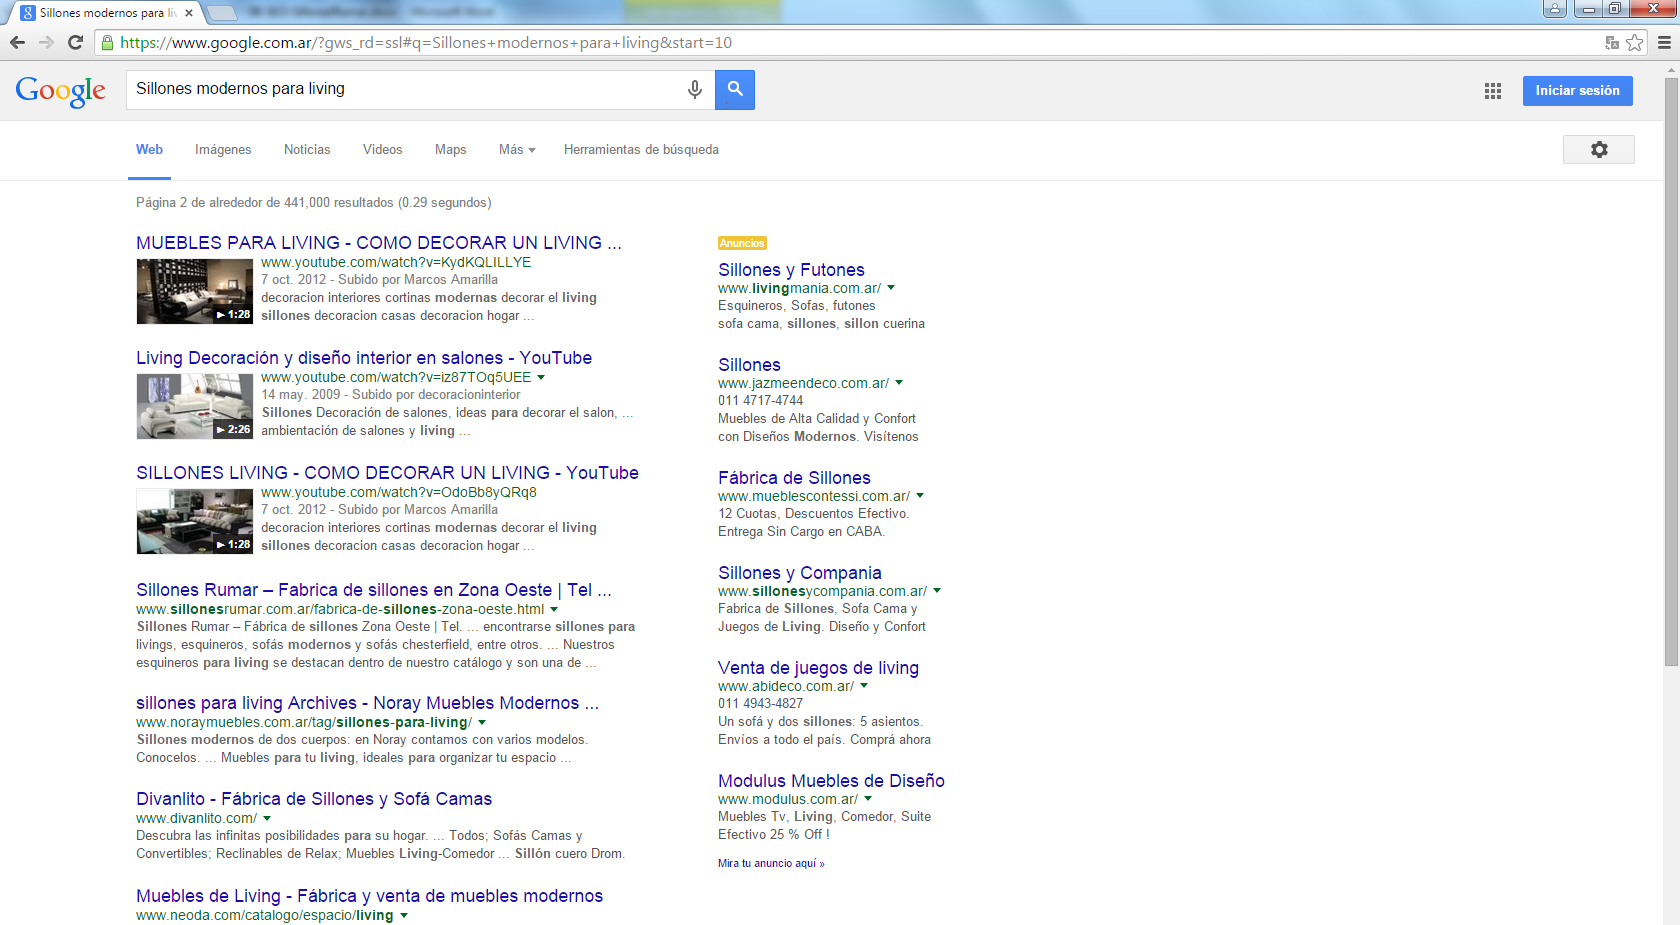 Sillones modernos para liv
https://www.google.com.ar/?gws_rd=ssl#q=Sillones+modernos+para+living&start=10
Google
Sillones modernos para living
Iniciar sesión
Web
Imágenes
Noticias
Videos
Maps
Más
Herramientas de búsqueda
Página 2 de alrededor de 441,000 resultados (0.29 segundos)
MUEBLES PARA LIVING - COMO DECORAR UN LIVING ...
www.youtube.com/watch?v=KydKQLILLYE
7 oct. 2012 - Subido por Marcos Amarilla
decoracion interiores cortinas modernas decorar el living
sillones decoracion casas decoracion hogar ...
1:28
Living Decoración y diseño interior en salones - YouTube
www.youtube.com/watch?v=iz87TOq5UEE
14 may. 2009 - Subido por decoracioninterior
Sillones Decoración de salones, ideas para decorar el salon, ...
ambientación de salones y living ...
2:26
SILLONES LIVING - COMO DECORAR UN LIVING - YouTube
www.youtube.com/watch?v=OdoBb8yQRq8
7 oct. 2012 - Subido por Marcos Amarilla
decoracion interiores cortinas modernas decorar el living
sillones decoracion casas decoracion hogar ...
1:28
Sillones Rumar – Fabrica de sillones en Zona Oeste | Tel ...
www.sillonesrumar.com.ar/fabrica-de-sillones-zona-oeste.html
Sillones Rumar – Fábrica de sillones Zona Oeste | Tel. ... encontrarse sillones para
livings, esquineros, sofás modernos y sofás chesterfield, entre otros. ... Nuestros
esquineros para living se destacan dentro de nuestro catálogo y son una de ...
sillones para living Archives - Noray Muebles Modernos ...
www.noraymuebles.com.ar/tag/sillones-para-living/
Sillones modernos de dos cuerpos: en Noray contamos con varios modelos.
Conocelos. ... Muebles para tu living, ideales para organizar tu espacio ...
Divanlito - Fábrica de Sillones y Sofá Camas
www.divanlito.com/
Descubra las infinitas posibilidades para su hogar. ... Todos; Sofás Camas y
Convertibles; Reclinables de Relax; Muebles Living-Comedor ... Sillón cuero Drom.
Muebles de Living - Fábrica y venta de muebles modernos
www.neoda.com/catalogo/espacio/living
Anuncios
Sillones y Futones
www.livingmania.com.ar/
Esquineros, Sofas, futones
sofa cama, sillones, sillon cuerina
Sillones
www.jazmeendeco.com.ar/
011 4717-4744
Muebles de Alta Calidad y Confort
con Diseños Modernos. Visítenos
Fábrica de Sillones
www.mueblescontessi.com.ar/
12 Cuotas, Descuentos Efectivo.
Entrega Sin Cargo en CABA.
Sillones y Compania
www.sillonesycompania.com.ar/
Fabrica de Sillones, Sofa Cama y
Juegos de Living. Diseño y Confort
Venta de juegos de living
www.abideco.com.ar/
011 4943-4827
Un sofá y dos sillones: 5 asientos.
Envíos a todo el país. Comprá ahora
Modulus Muebles de Diseño
www.modulus.com.ar/
Muebles Tv, Living, Comedor, Suite
Efectivo 25 % Off !
Mira tu anuncio aquí »